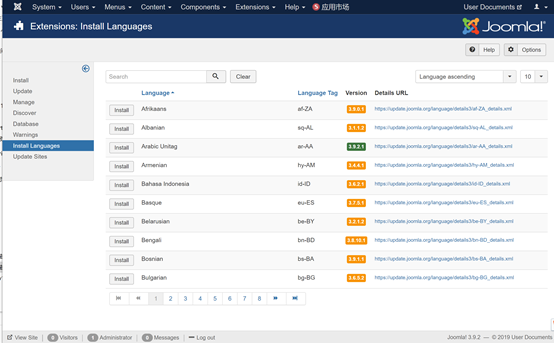 System Users Menus Content Components Extensions Help 应用市场 User Documents
Extensions: Install Languages Joomla!®
Help Options
Install
Update
Manage
Discover
Database
Warnings
Install Languages
Update Sites
Search Clear Language ascending 10
Language Language Tag Version Details URL
Install Afrikaans af-ZA 3.9.0.1 https://update.joomla.org/language/details3/af-ZA_details.xml
Install Albanian sq-AL 3.1.1.2 https://update.joomla.org/language/details3/sq-AL_details.xml
Install Arabic Unitag ar-AA 3.9.2.1 https://update.joomla.org/language/details3/ar-AA_details.xml
Install Armenian hy-AM 3.4.4.1 https://update.joomla.org/language/details3/hy-AM_details.xml
Install Bahasa Indonesia id-ID 3.6.2.1 https://update.joomla.org/language/details3/id-ID_details.xml
Install Basque eu-ES 3.7.5.1 https://update.joomla.org/language/details3/eu-ES_details.xml
Install Belarusian be-BY 3.2.1.2 https://update.joomla.org/language/details3/be-BY_details.xml
Install Bengali bn-BD 3.8.10.1 https://update.joomla.org/language/details3/bn-BD_details.xml
Install Bosnian bs-BA https://update.joomla.org/language/details3/bs-BA_details.xml
Install Bulgarian bg-BG 3.6.5.2 https://update.joomla.org/language/details3/bg-BG_details.xml
1 2 3 4 5 6 7 8
View Site 0 Visitors 1 Administrator 0 Messages Log out Joomla! 3.9.2 — © 2019 User Documents